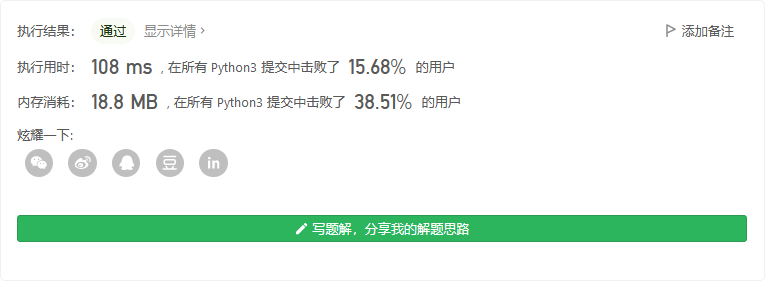 执行结果： 通过 显示详情 › 添加备注
执行用时： 108 ms , 在所有 Python3 提交中击败了 15.68% 的用户
内存消耗： 18.8 MB , 在所有 Python3 提交中击败了 38.51% 的用户
炫耀一下:
豆 in
写题解，分享我的解题思路